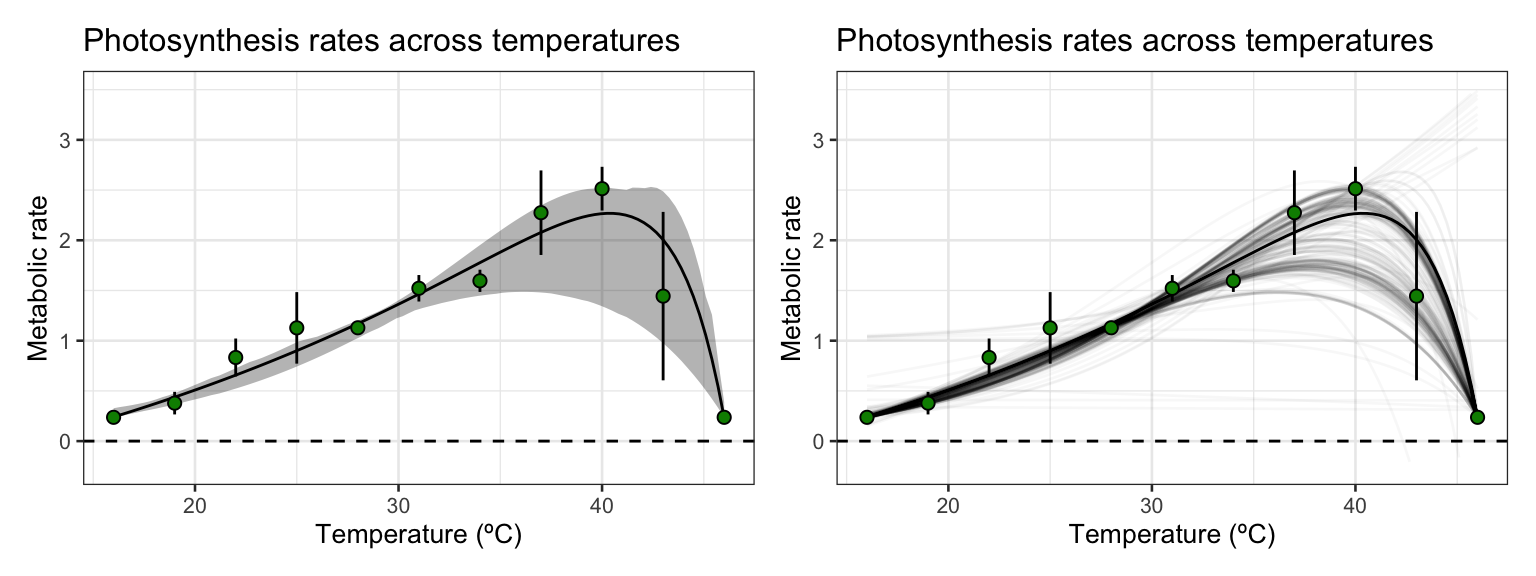 Photosynthesis rates across temperatures
3
2
1
0
Metabolic rate
20 30 40
Temperature (ºC)
Photosynthesis rates across temperatures
3
2
1
0
Metabolic rate
20 30 40
Temperature (ºC)